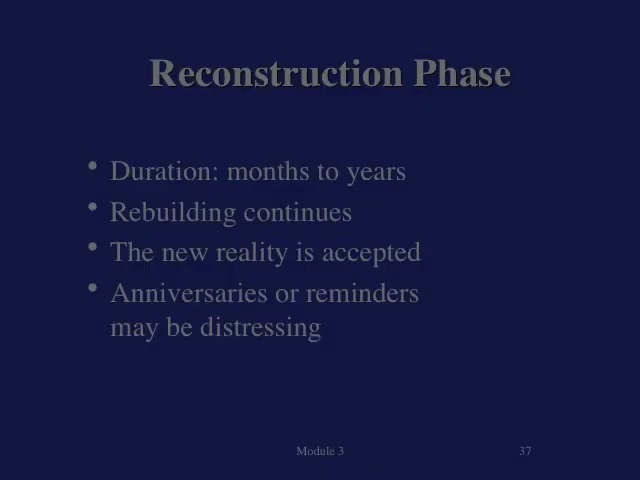 Reconstruction Phase
• Duration: months to years
• Rebuilding continues
• The new reality is accepted
• Anniversaries or reminders
may be distressing
Module 3 37